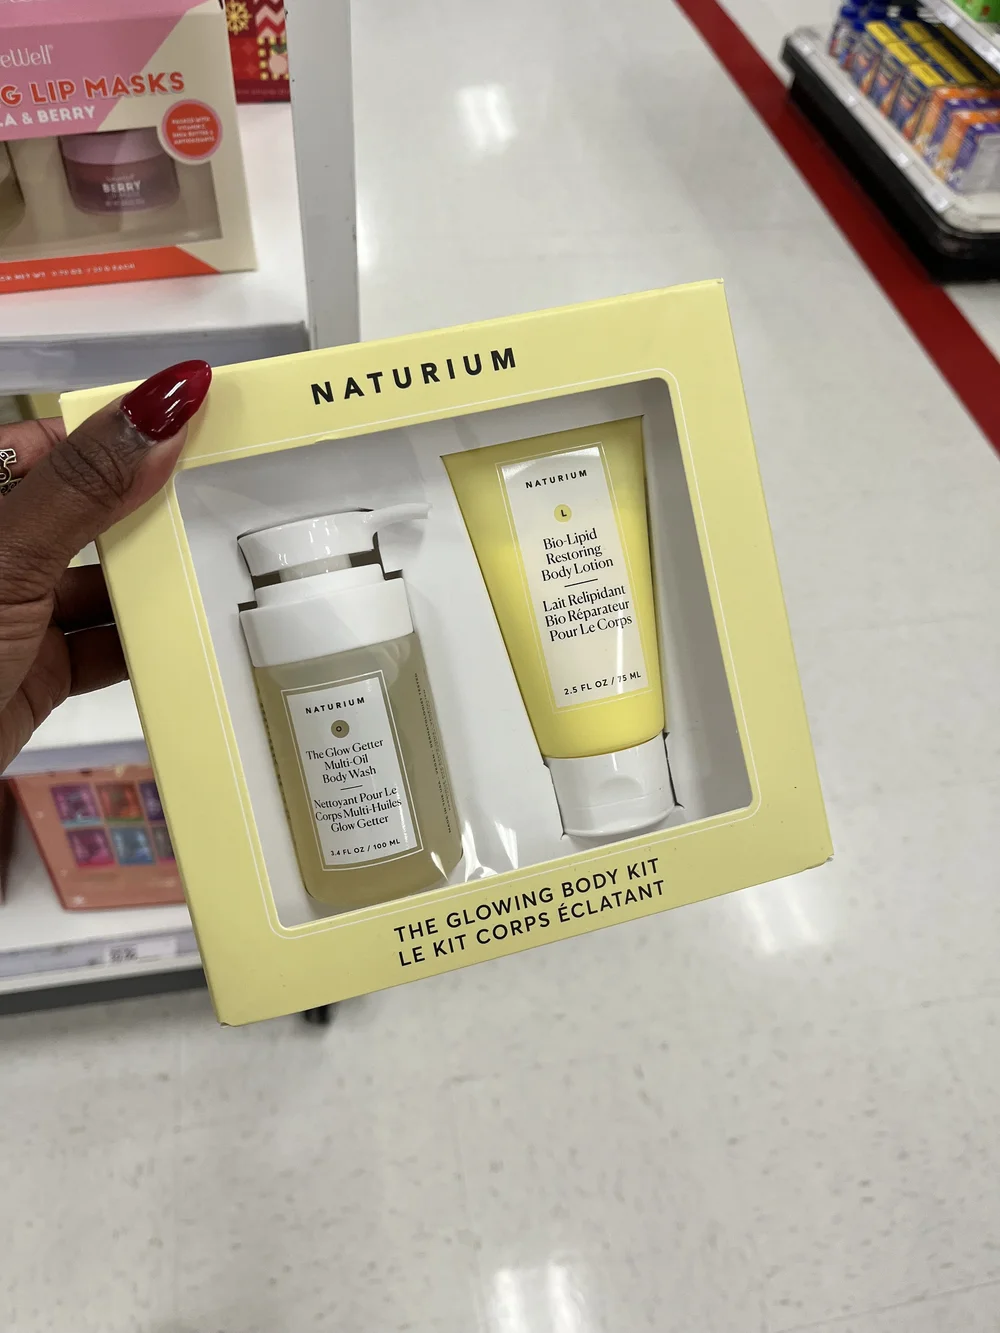 eWell
G LIP MASKS
LA & BERRY
BERRY
NATURIUM
NATURIUM
L
Bio-Lipid
Restoring
Body Lotion
Lait Relipidant
Bio Réparateur
Pour Le Corps
2.5 FL OZ / 75 ML
NATURIUM
O
The Glow Getter
Multi-Oil
Body Wash
Nettoyant Pour Le
Corps Multi-Huiles
Glow Getter
3.4 FL OZ / 100 ML
THE GLOWING BODY KIT
LE KIT CORPS ÉCLATANT